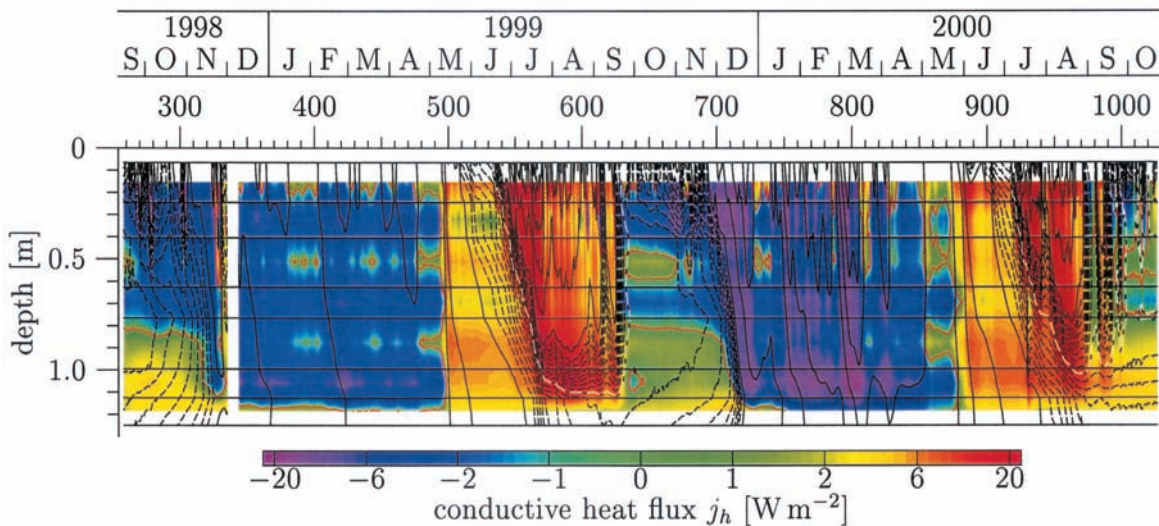 1998 1999 2000
S O N D J F M A M J J A S O N D J F M A M J J A S O
300 400 500 600 700 800 900 1000
0
0.5
1.0
depth [m]
−20 −6 −2 −1 0 1 2 6 20
conductive heat flux j_h [W m−2]